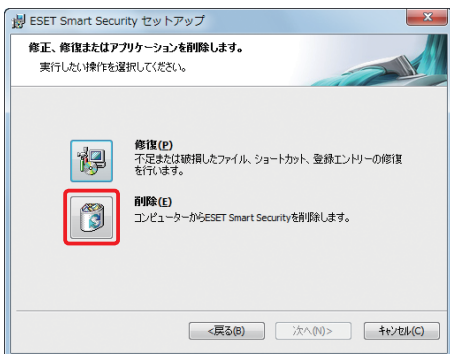 ESET Smart Security セットアップ
修正、修復またはアプリケーションを削除します。
実行したい操作を選択してください。
修復(P)
不足または破損したファイル、ショートカット、登録エントリーの修復
を行います。
削除(E)
コンピューターからESET Smart Securityを削除します。
<戻る(B)
次へ(N)>
キャンセル(C)